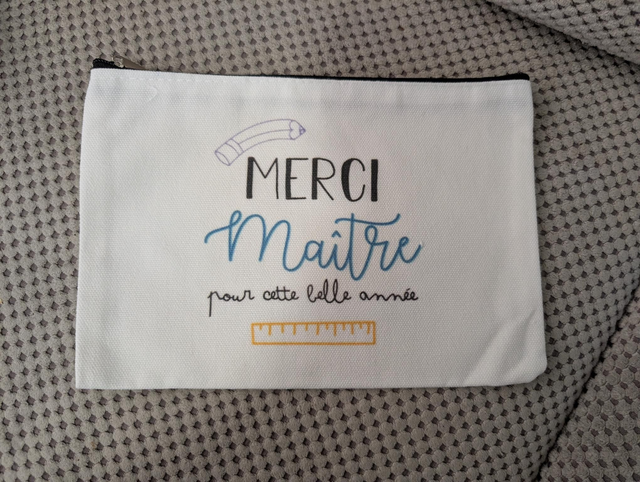 MERCI
Maître
pour cette belle année